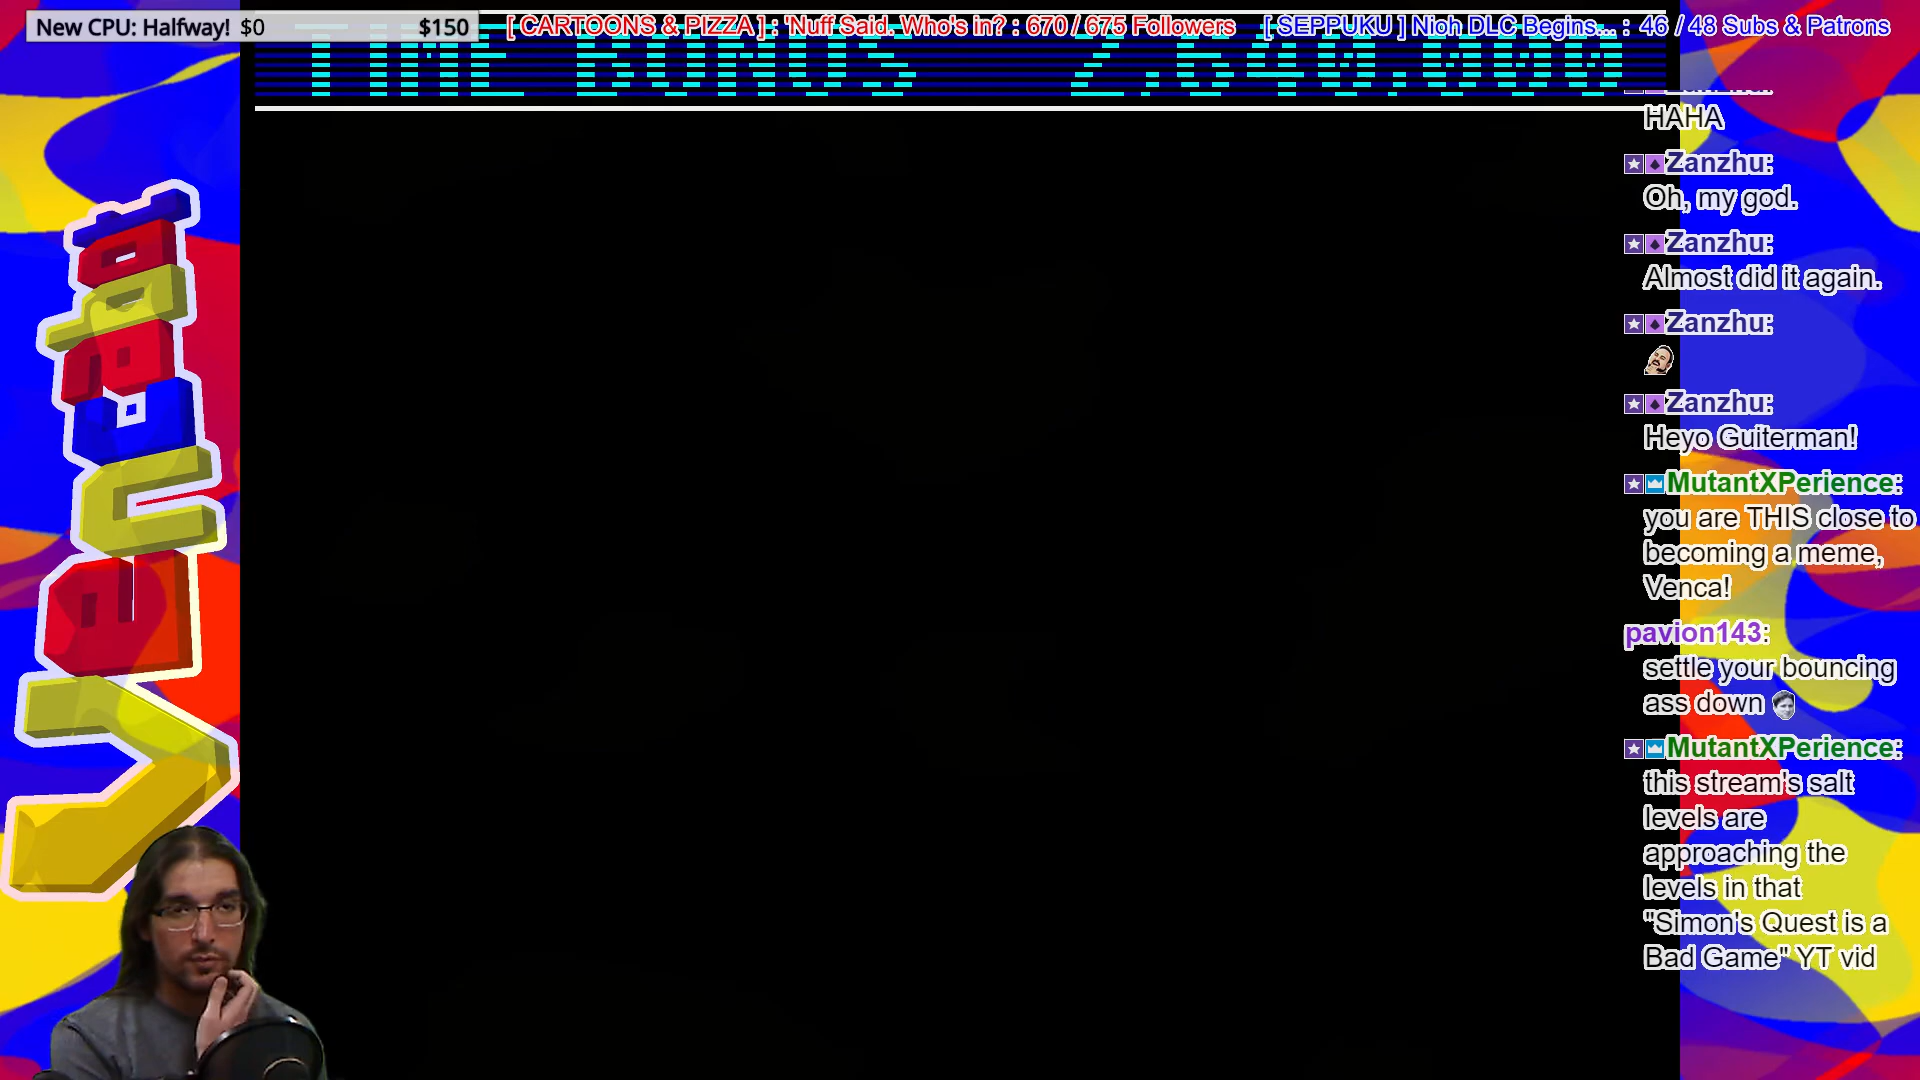 New CPU: Halfway! $0 $150
[ CARTOONS & PIZZA ] : 'Nuff Said. Who's in? : 670 / 675 Followers [ SEPPUKU ] Nioh DLC Begins... : 46 / 48 Subs & Patrons
TIME BONUS 2,640,000
HAHA
Zanzhu:
Oh, my god.
Zanzhu:
Almost did it again.
Zanzhu:
Zanzhu:
Heyo Guiterman!
MutantXPerience:
you are THIS close to
becoming a meme,
Venca!
pavion143:
settle your bouncing
ass down
MutantXPerience:
this stream's salt
levels are
approaching the
levels in that
"Simon's Quest is a
Bad Game" YT vid